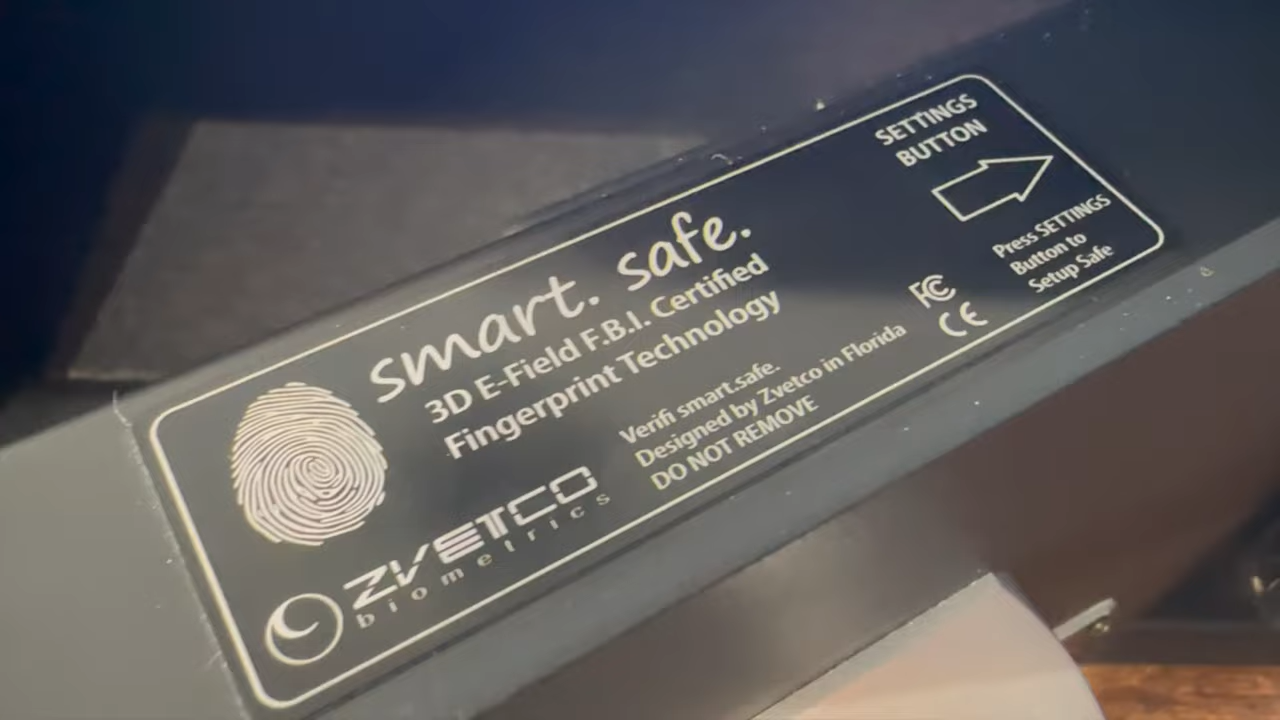 smart. safe.
3D E-Field F.B.I. Certified
Fingerprint Technology
ZVETCO
biometrics
Verifi smart.safe.
Designed by Zvetco in Florida
DO NOT REMOVE
FC
CE
SETTINGS
BUTTON
Press SETTINGS
Button to
Setup Safe